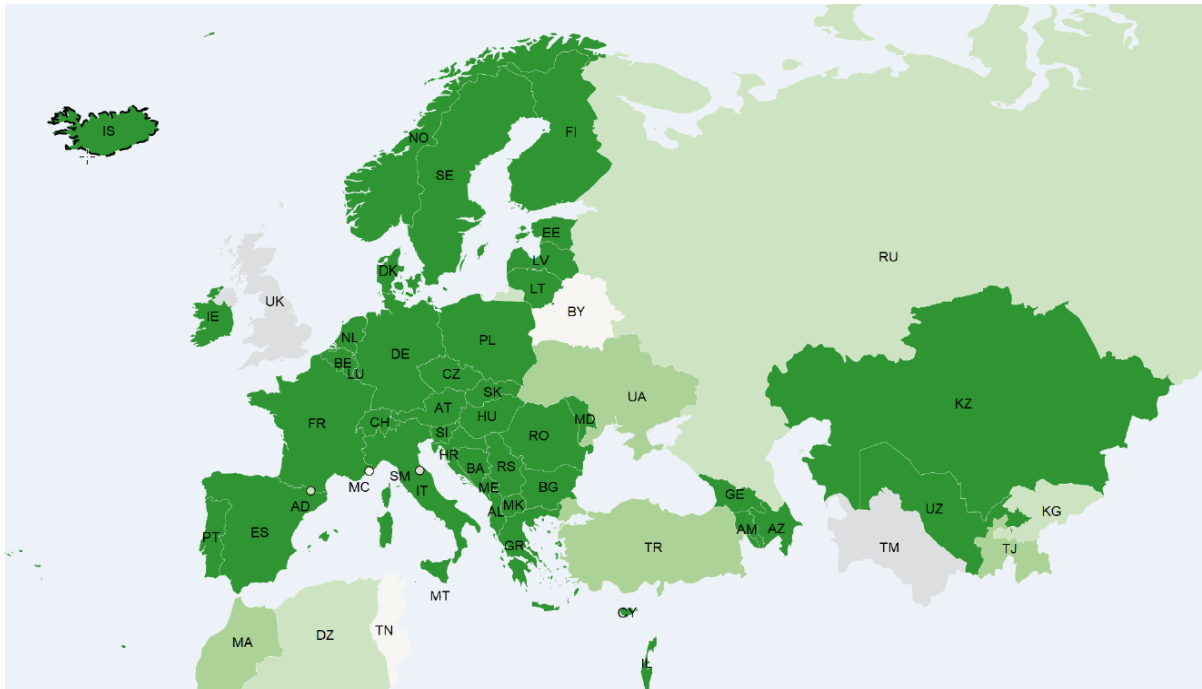 IS
NO
FI
SE
EE
LV
DK
LT
RU
UK
IE
BY
NL
DE
PL
BE
LU
CZ
SK
UA
AT
HU
KZ
FR
CH
MD
SI
RO
HR
BA
RS
SM
MC
IT
ME
BG
GE
AD
AL
MK
UZ
KG
PT
ES
AM
AZ
GR
TR
TM
TJ
MT
CY
TN
DZ
MA
IL